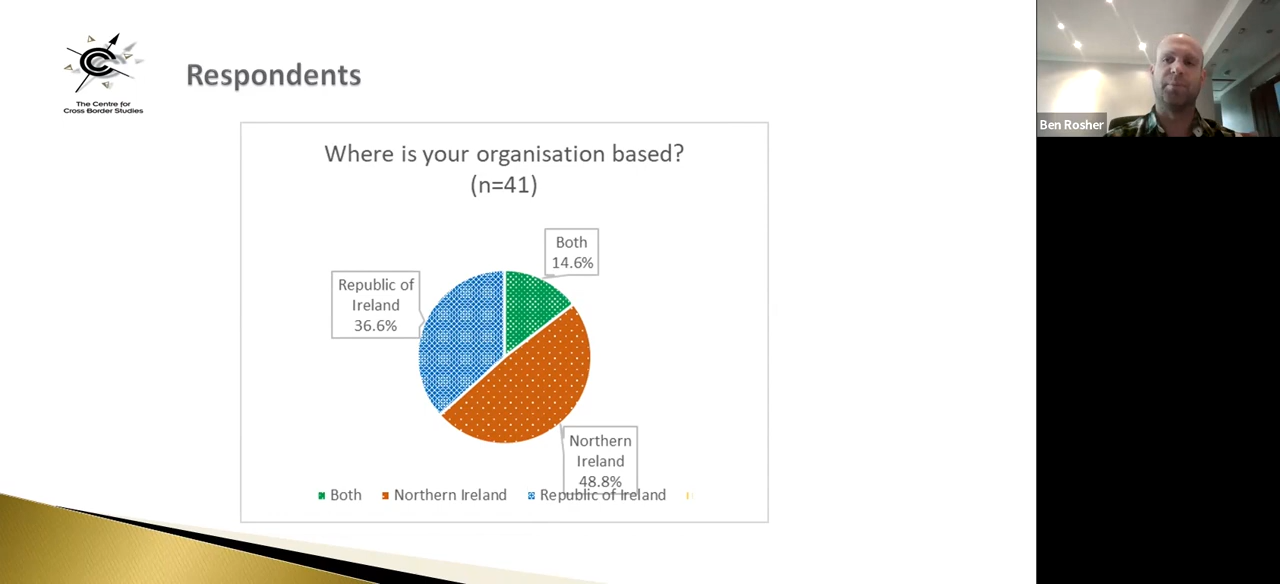 The Centre for
Cross Border Studies
Respondents
Ben Rosher
Where is your organisation based?
(n=41)
Both
14.6%
Republic of
Ireland
36.6%
Northern
Ireland
48.8%
Both
Northern Ireland
Republic of Ireland